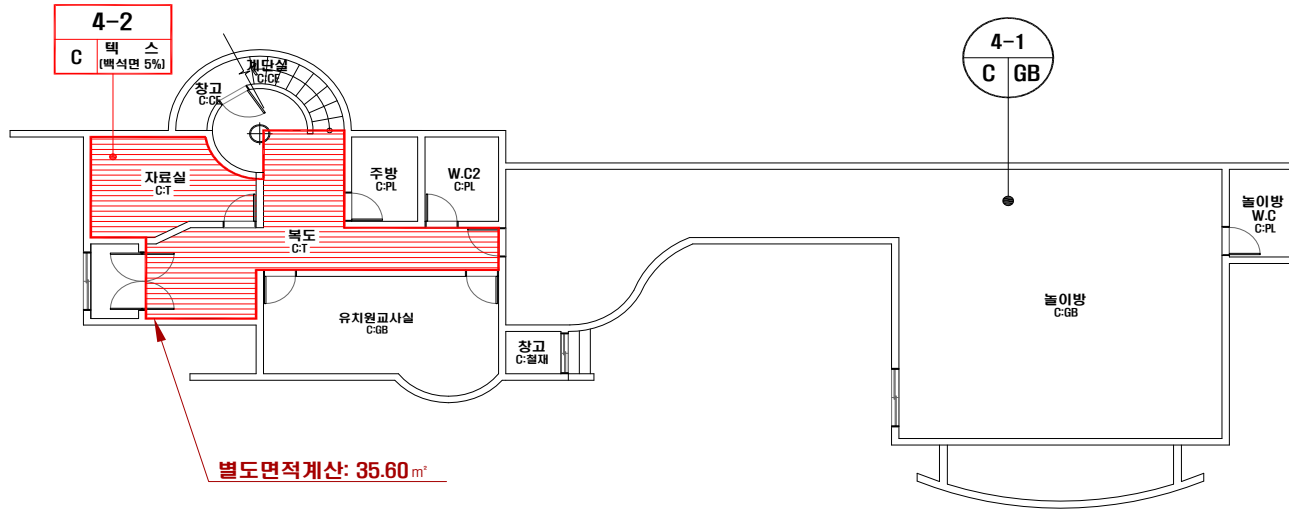 4-2
C 텍 스
(백석면 5%)
4-1
C GB
계단실
C:CE
창고
C:CE
자료실
C:T
주방
C:PL
W.C2
C:PL
놀이방
W.C
C:PL
복도
C:T
놀이방
C:GB
유치원교사실
C:GB
창고
C:철재
별도면적계산: 35.60㎡